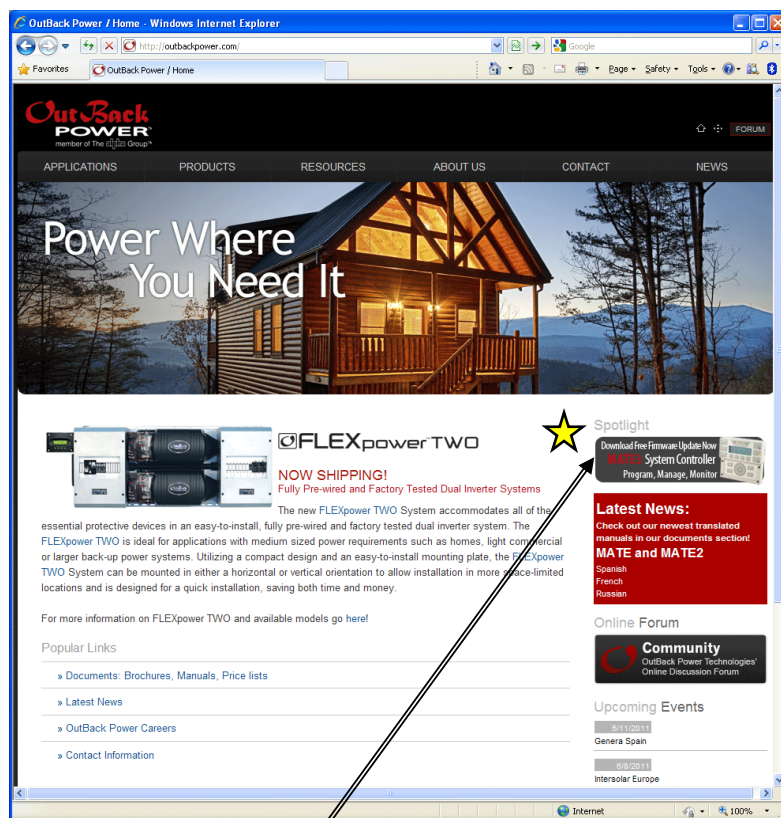 OutBack Power / Home - Windows Internet Explorer
http://outbackpower.com/
Google
Favorites
OutBack Power / Home
Page
Safety
Tools
OutBack
POWER
member of The alpha Group™
FORUM
APPLICATIONS PRODUCTS RESOURCES ABOUT US CONTACT NEWS
Power Where
You Need It
FLEXpower™TWO
NOW SHIPPING!
Fully Pre-wired and Factory Tested Dual Inverter Systems
The new FLEXpower TWO System accommodates all of the
essential protective devices in an easy-to-install, fully pre-wired and factory tested dual inverter system. The
FLEXpower TWO is ideal for applications with medium sized power requirements such as homes, light commercial
or larger back-up power systems. Utilizing a compact design and an easy-to-install mounting plate, the FLEXpower
TWO System can be mounted in either a horizontal or vertical orientation to allow installation in more space-limited
locations and is designed for a quick installation, saving both time and money.
For more information on FLEXpower TWO and available models go here!
Popular Links
» Documents: Brochures, Manuals, Price lists
» Latest News
» OutBack Power Careers
» Contact Information
Spotlight
Download Free Firmware Update Now
MATE3 System Controller
Program, Manage, Monitor
Latest News:
Check out our newest translated
manuals in our documents section!
MATE and MATE2
Spanish
French
Russian
Online Forum
Community
OutBack Power Technologies'
Online Discussion Forum
Upcoming Events
5/11/2011
Genera Spain
6/8/2011
Intersolar Europe
Internet
100%